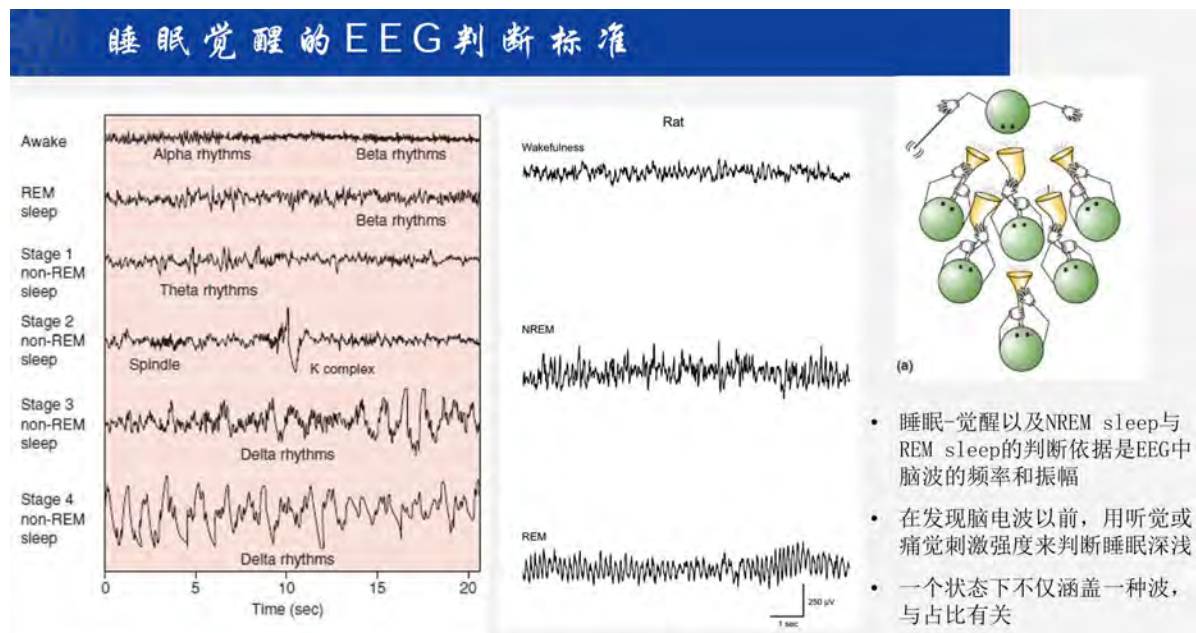 睡眠觉醒的EEG判断标准
Awake
Alpha rhythms
Beta rhythms
REM
sleep
Beta rhythms
Stage 1
non-REM
sleep
Theta rhythms
Stage 2
non-REM
sleep
Spindle
K complex
Stage 3
non-REM
sleep
Delta rhythms
Stage 4
non-REM
sleep
Delta rhythms
0 5 10 15 20
Time (sec)
Rat
Wakefulness
NREM
REM
250 μV
1 sec
(a)
• 睡眠-觉醒以及NREM sleep与
REM sleep的判断依据是EEG中
脑波的频率和振幅
• 在发现脑电波以前，用听觉或
痛觉刺激强度来判断睡眠深浅
• 一个状态下不仅涵盖一种波，
与占比有关